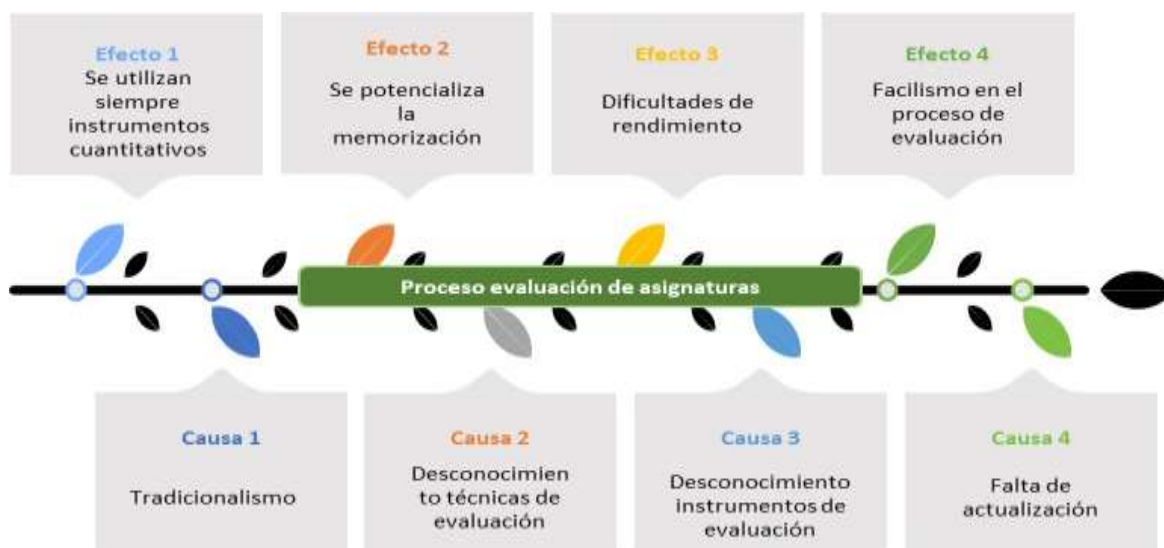 Efecto 1
Se utilizan
siempre
instrumentos
cuantitativos
Efecto 2
Se potencializa
la
memorización
Efecto 3
Dificultades de
rendimiento
Efecto 4
Facilismo en el
proceso de
evaluación
Proceso evaluación de asignaturas
Causa 1
Tradicionalismo
Causa 2
Desconocimien
to técnicas de
evaluación
Causa 3
Desconocimiento
instrumentos de
evaluación
Causa 4
Falta de
actualización